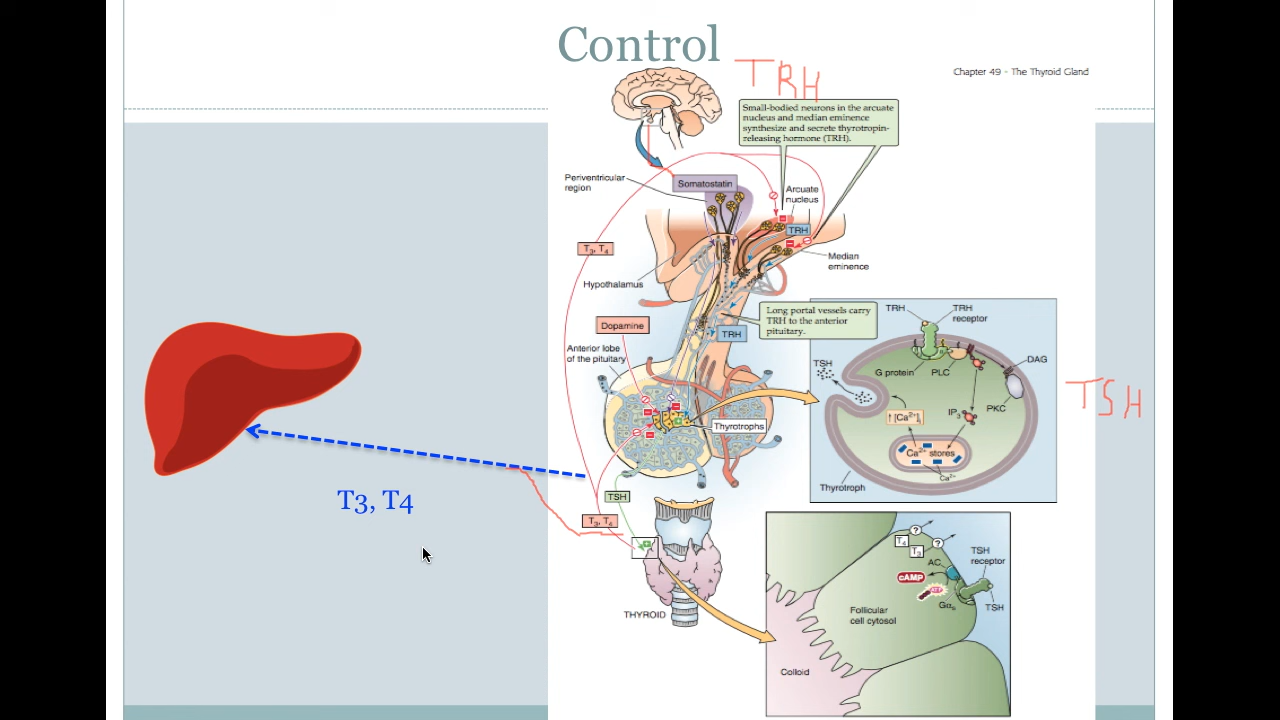 Control
TRH
Chapter 49 - The Thyroid Gland
Small-bodied neurons in the arcuate
nucleus and median eminence
synthesize and secrete thyrotropin-
releasing hormone (TRH).
Periventricular
region
Somatostatin
Arcuate
nucleus
TRH
T3, T4
Median
eminence
Hypothalamus
Long portal vessels carry
TRH to the anterior
pituitary.
Dopamine
TRH
Anterior lobe
of the pituitary
TRH
TRH
receptor
TSH
G protein
PLC
DAG
PKC
IP3
↑[Ca2+]i
Ca2+ stores
Ca2+
Thyrotroph
TSH
Thyrotrophs
TSH
T3, T4
T3, T4
THYROID
?
?
T4
T3
TSH
receptor
AC
cAMP
Gαs
TSH
Follicular
cell cytosol
Colloid